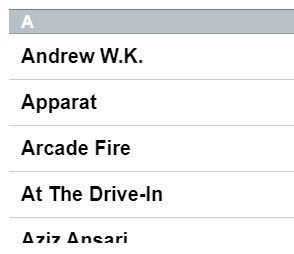 A
Andrew W.K.
Apparat
Arcade Fire
At The Drive-In
Aziz Ansari